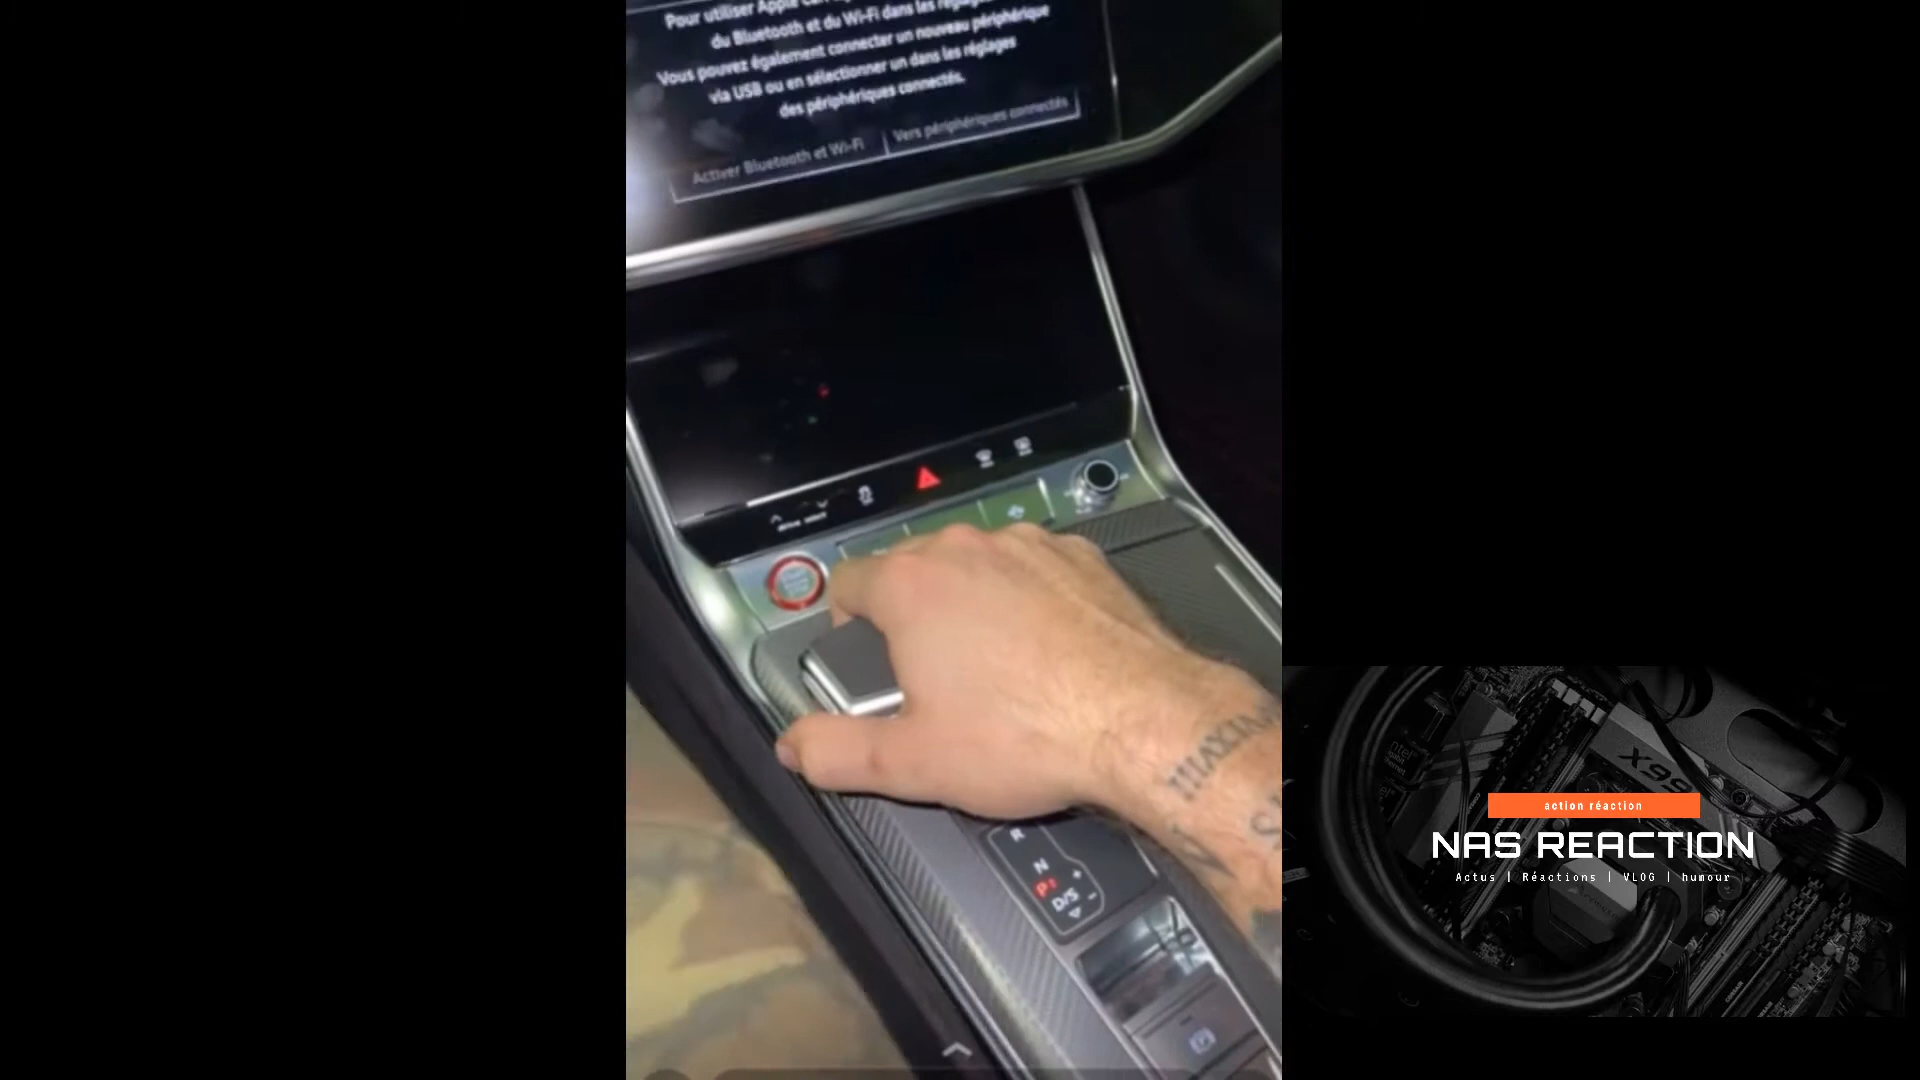 Pour utiliser Apple
du Bluetooth et du Wi-Fi dans les réglages
Vous pouvez également connecter un nouveau périphérique
via USB ou en sélectionner un dans les réglages
des périphériques connectés.
Activer Bluetooth et Wi-Fi
Vers périphériques connectés
R
N
P
D/S
+
-
X99
action réaction
NAS REACTION
Actus | Réactions | VLOG | humour